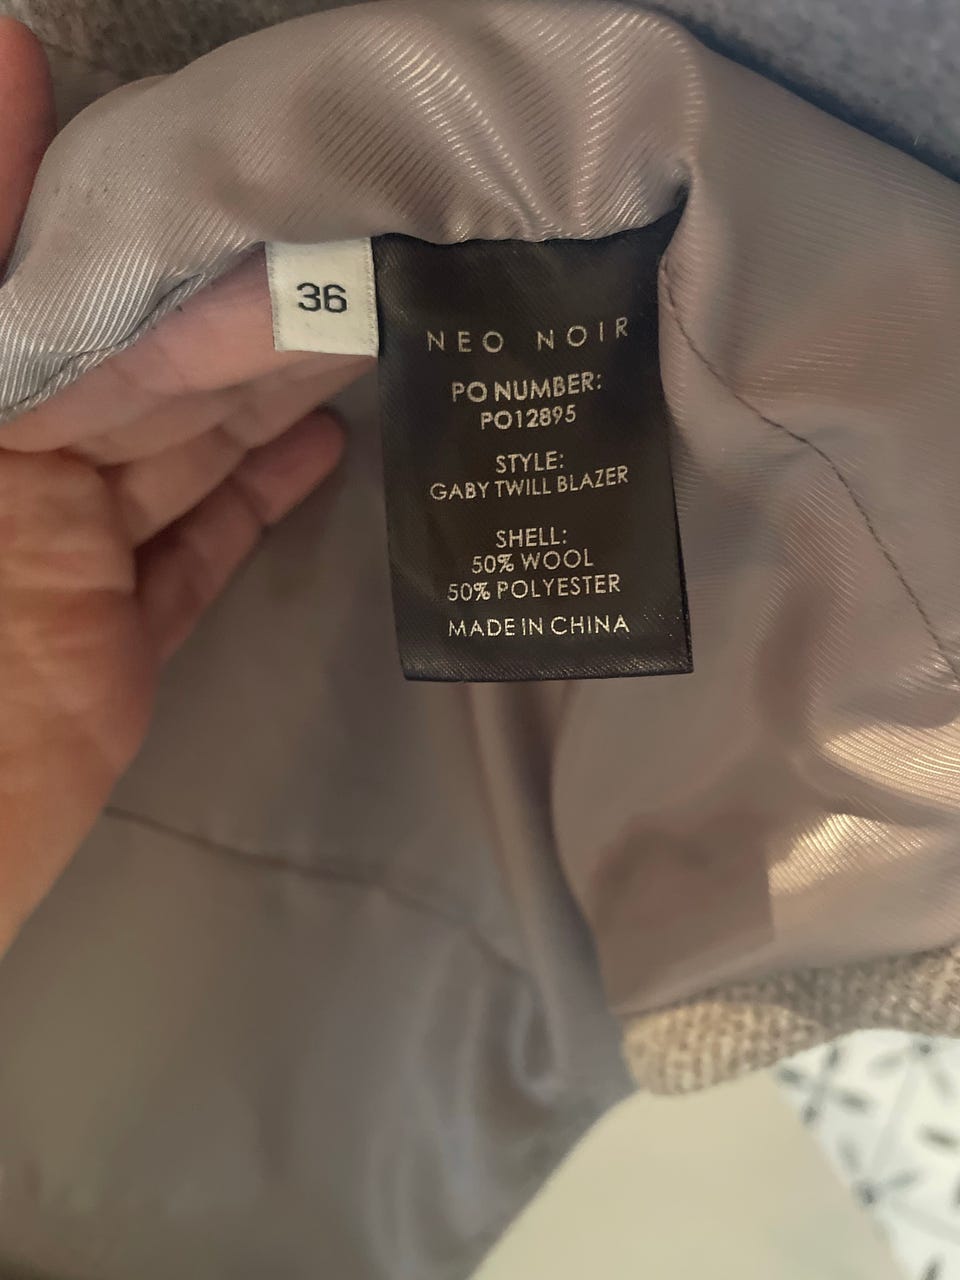 36
NEO NOIR
PO NUMBER:
PO12895
STYLE:
GABY TWILL BLAZER
SHELL:
50% WOOL
50% POLYESTER
MADE IN CHINA